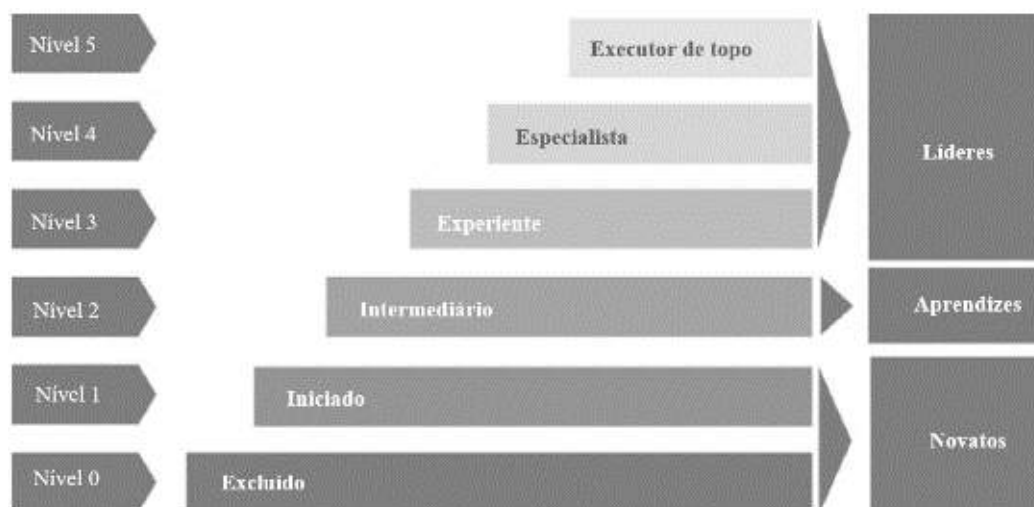 Nível 5
Executor de topo
Nível 4
Especialista
Líderes
Nível 3
Experiente
Nível 2
Intermediário
Aprendizes
Nível 1
Iniciado
Novatos
Nível 0
Excluído